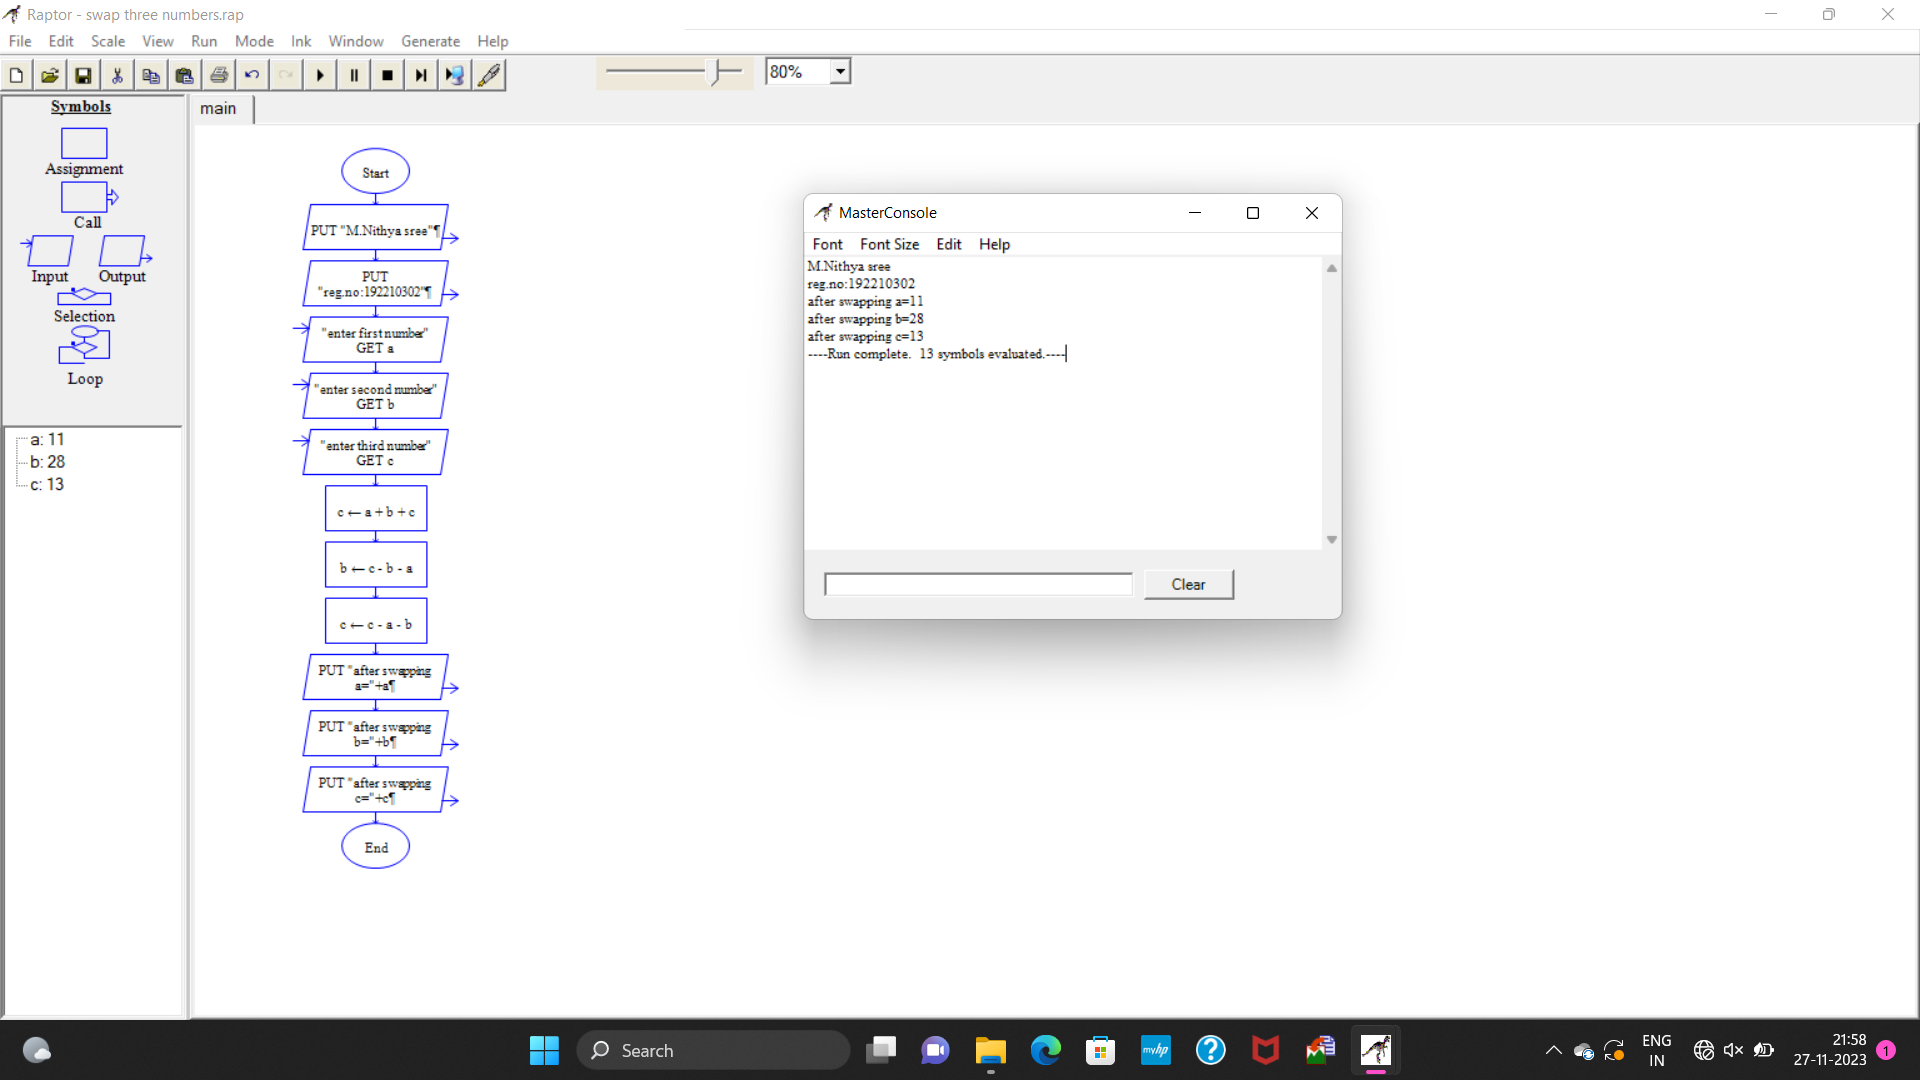 Raptor - swap three numbers.rap
File Edit Scale View Run Mode Ink Window Generate Help
80%
Symbols
Assignment
Call
Input Output
Selection
Loop
a: 11
b: 28
c: 13
main
Start
PUT "M.Nithya sree"¶
PUT
"reg.no:192210302"¶
"enter first number"
GET a
"enter second number"
GET b
"enter third number"
GET c
c ← a + b + c
b ← c - b - a
c ← c - a - b
PUT "after swapping
a="+a¶
PUT "after swapping
b="+b¶
PUT "after swapping
c="+c¶
End
MasterConsole
Font Font Size Edit Help
M.Nithya sree
reg.no:192210302
after swapping a=11
after swapping b=28
after swapping c=13
----Run complete.  13 symbols evaluated.----
Clear
Search
myhp
?
ENG
IN
21:58
27-11-2023
1